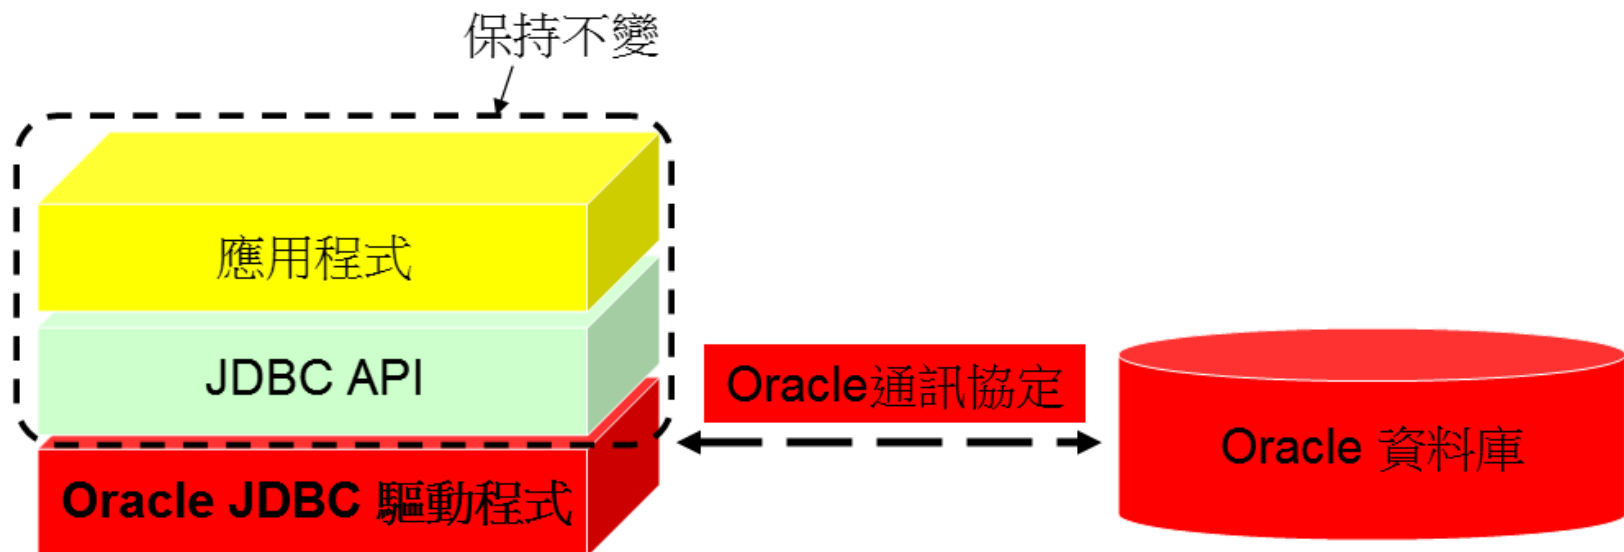 保持不變
應用程式
JDBC API
Oracle通訊協定
Oracle 資料庫
Oracle JDBC 驅動程式